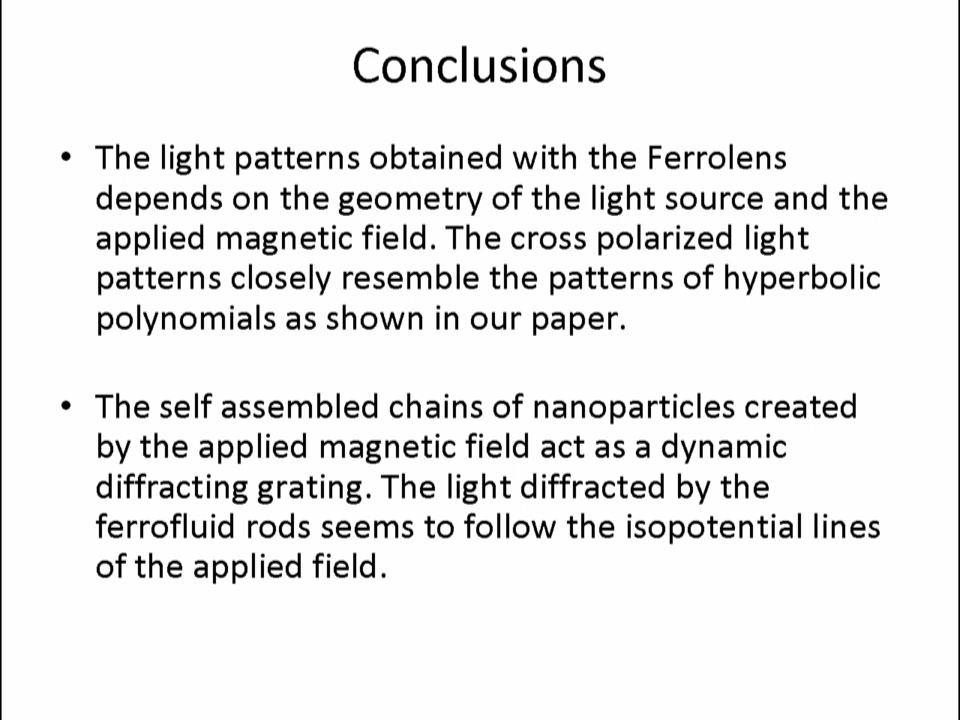 Conclusions
• The light patterns obtained with the Ferrolens
depends on the geometry of the light source and the
applied magnetic field. The cross polarized light
patterns closely resemble the patterns of hyperbolic
polynomials as shown in our paper.
• The self assembled chains of nanoparticles created
by the applied magnetic field act as a dynamic
diffracting grating. The light diffracted by the
ferrofluid rods seems to follow the isopotential lines
of the applied field.